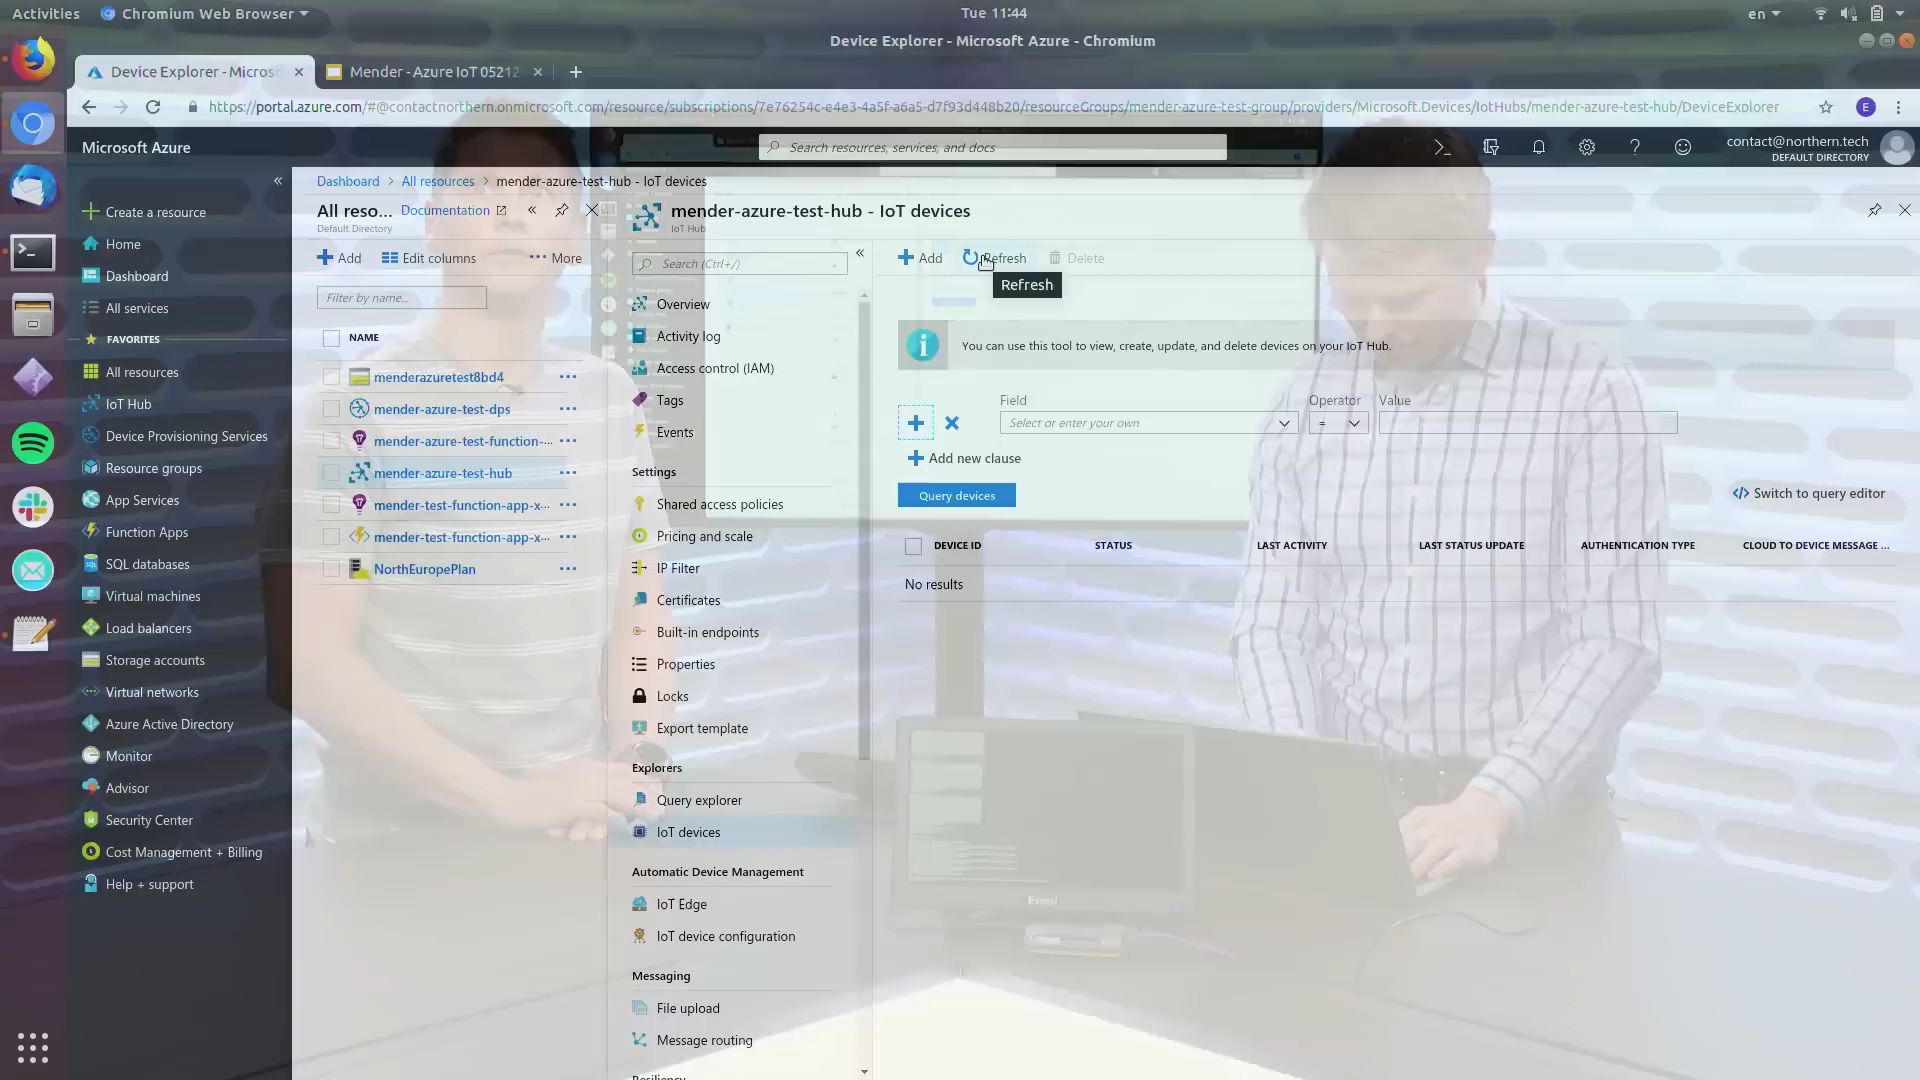 Activities
Chromium Web Browser
Tue 11:44
en
Device Explorer - Microsoft Azure - Chromium
Device Explorer - Micros
Mender - Azure IoT 05212
https://portal.azure.com/#@contactnorthern.onmicrosoft.com/resource/subscriptions/7e76254c-e4e3-4a5f-a6a5-d7f93d448b20/resourceGroups/mender-azure-test-group/providers/Microsoft.Devices/IotHubs/mender-azure-test-hub/DeviceExplorer
E
Microsoft Azure
Search resources, services, and docs
contact@northern.tech
DEFAULT DIRECTORY
Create a resource
Home
Dashboard
All services
FAVORITES
All resources
IoT Hub
Device Provisioning Services
Resource groups
App Services
Function Apps
SQL databases
Virtual machines
Load balancers
Storage accounts
Virtual networks
Azure Active Directory
Monitor
Advisor
Security Center
Cost Management + Billing
Help + support
Dashboard > All resources > mender-azure-test-hub - IoT devices
All reso...
Documentation
Default Directory
Add
Edit columns
More
Filter by name...
NAME
menderazuretest8bd4
mender-azure-test-dps
mender-azure-test-function-...
mender-azure-test-hub
mender-test-function-app-x...
mender-test-function-app-x...
NorthEuropePlan
mender-azure-test-hub - IoT devices
IoT Hub
Search (Ctrl+/)
Overview
Activity log
Access control (IAM)
Tags
Events
Settings
Shared access policies
Pricing and scale
IP Filter
Certificates
Built-in endpoints
Properties
Locks
Export template
Explorers
Query explorer
IoT devices
Automatic Device Management
IoT Edge
IoT device configuration
Messaging
File upload
Message routing
Resiliency
Add
Refresh
Delete
Refresh
You can use this tool to view, create, update, and delete devices on your IoT Hub.
Field
Operator
Value
Select or enter your own
=
Add new clause
Query devices
Switch to query editor
DEVICE ID
STATUS
LAST ACTIVITY
LAST STATUS UPDATE
AUTHENTICATION TYPE
CLOUD TO DEVICE MESSAGE ...
No results